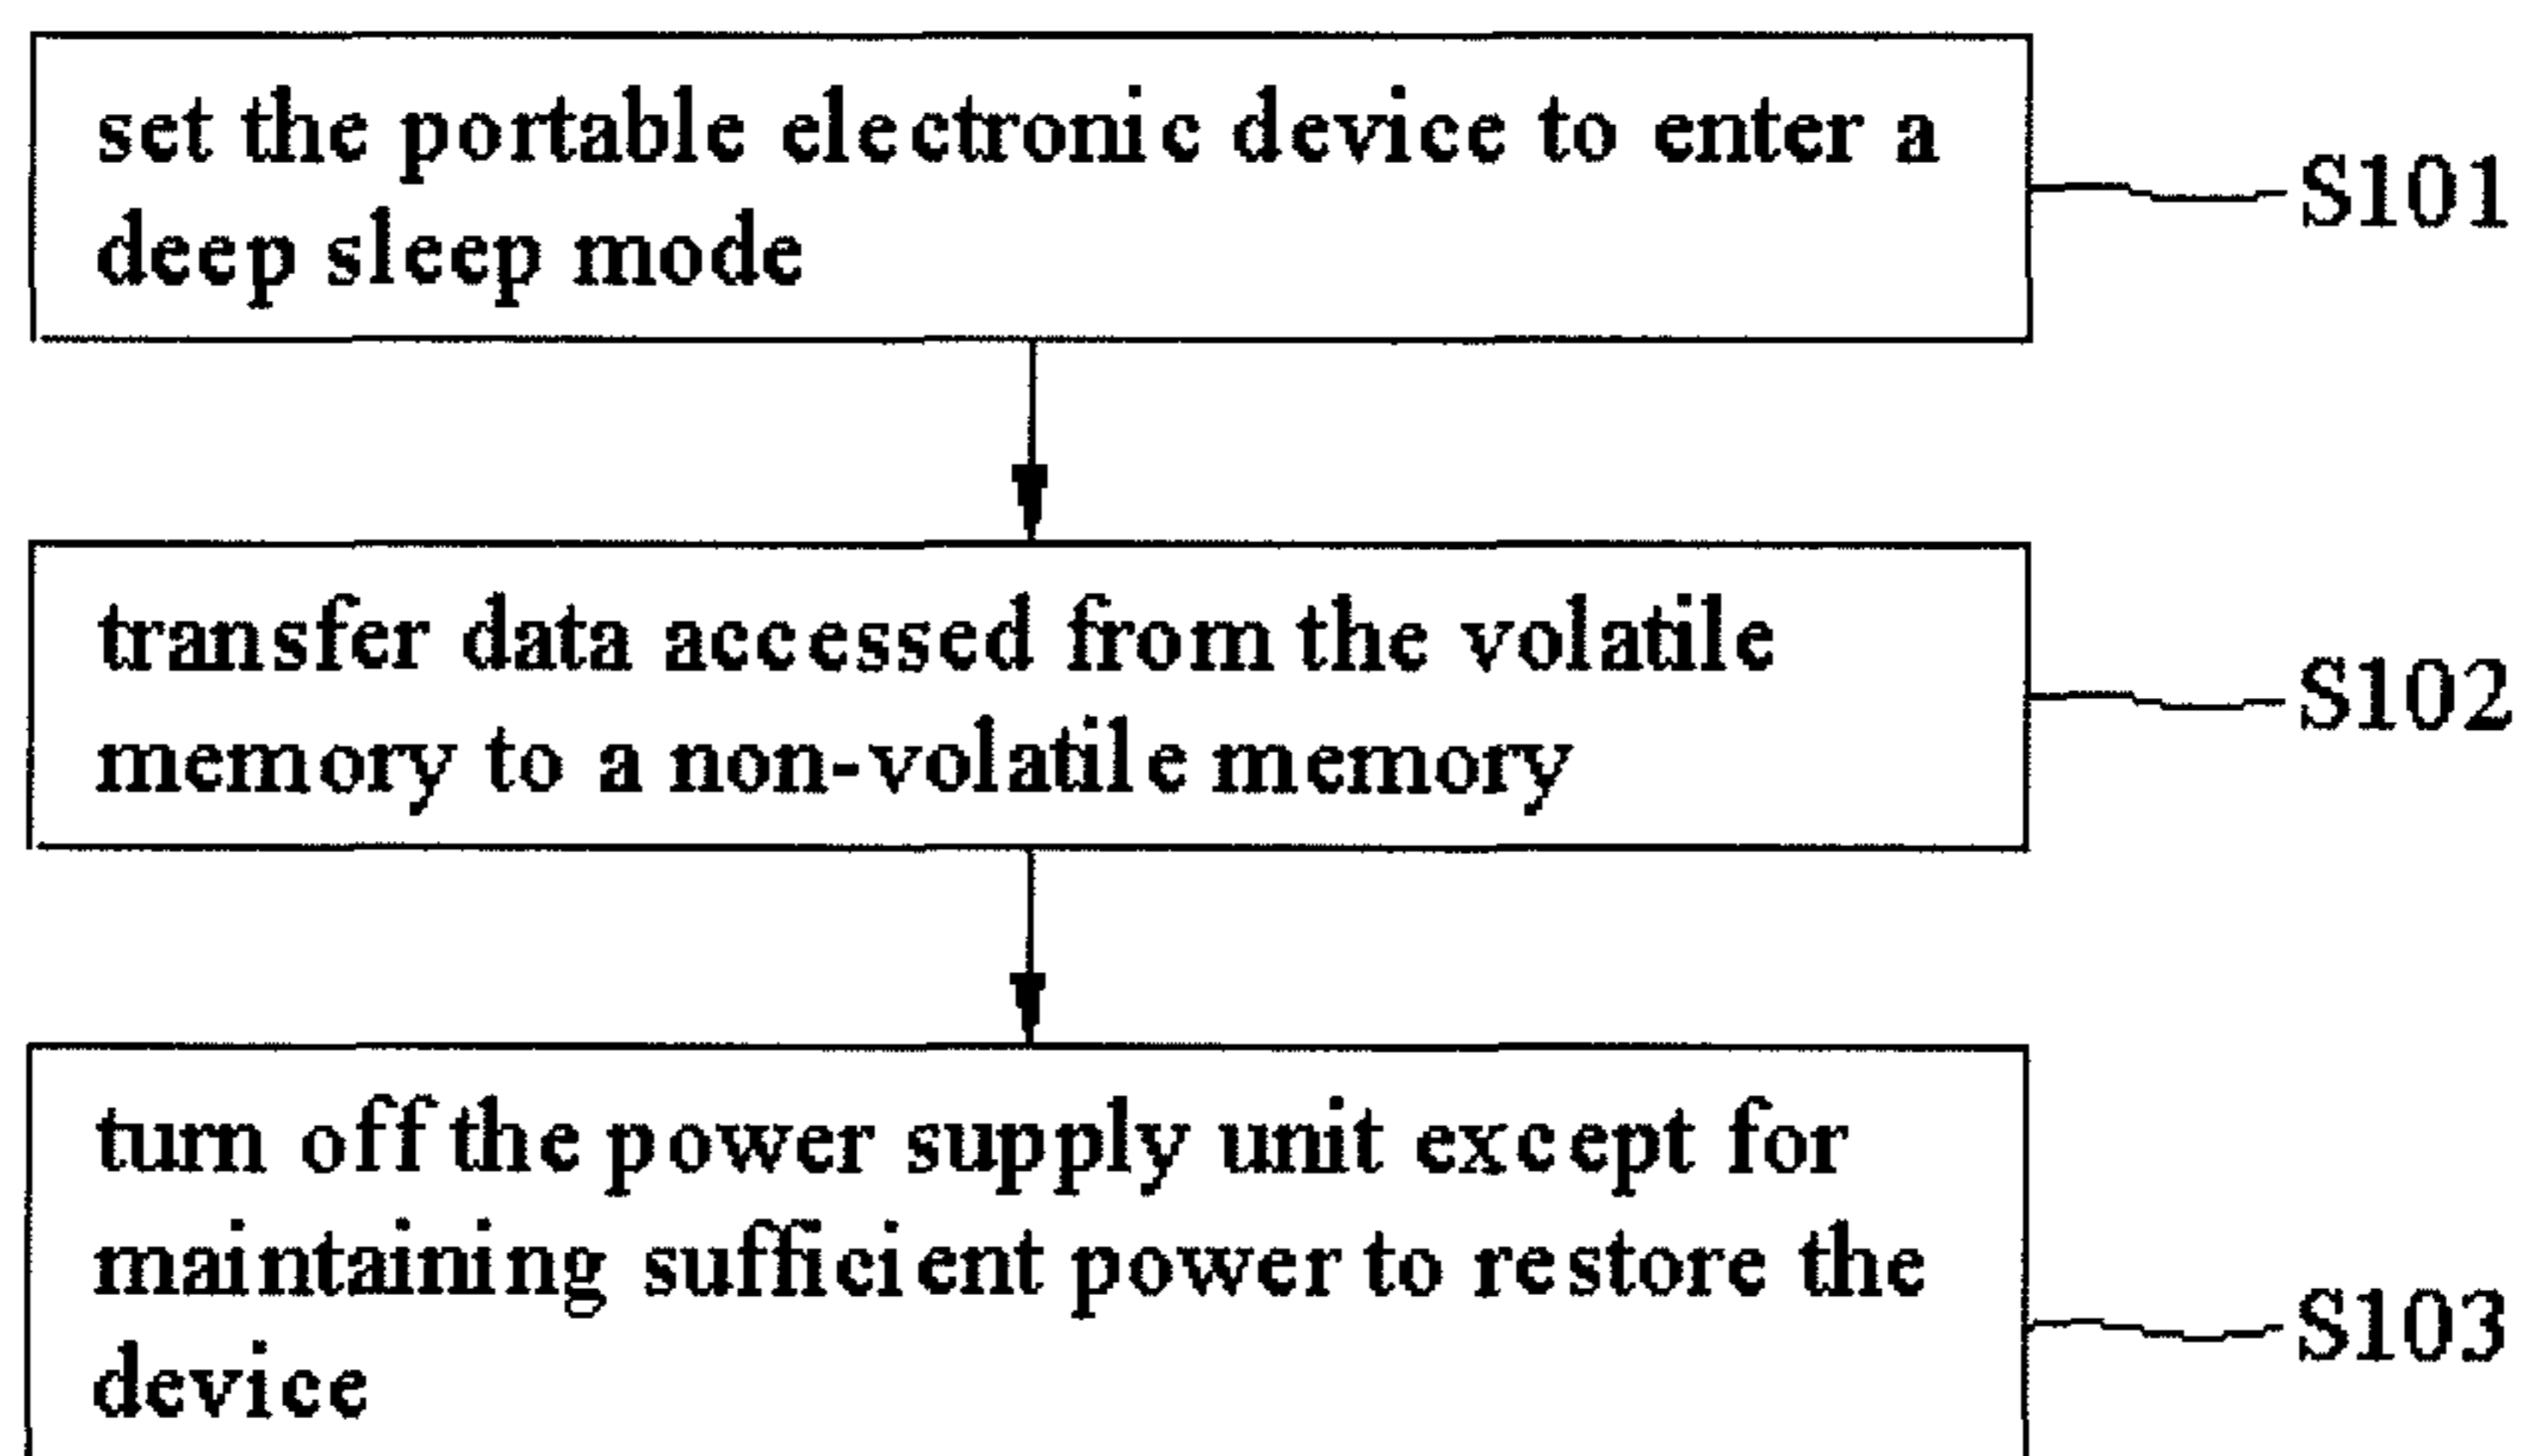 set the portable electronic device to enter a
deep sleep mode
S101
transfer data accessed from the volatile
memory to a non-volatile memory
S102
turn off the power supply unit except for
maintaining sufficient power to restore the
device
S103